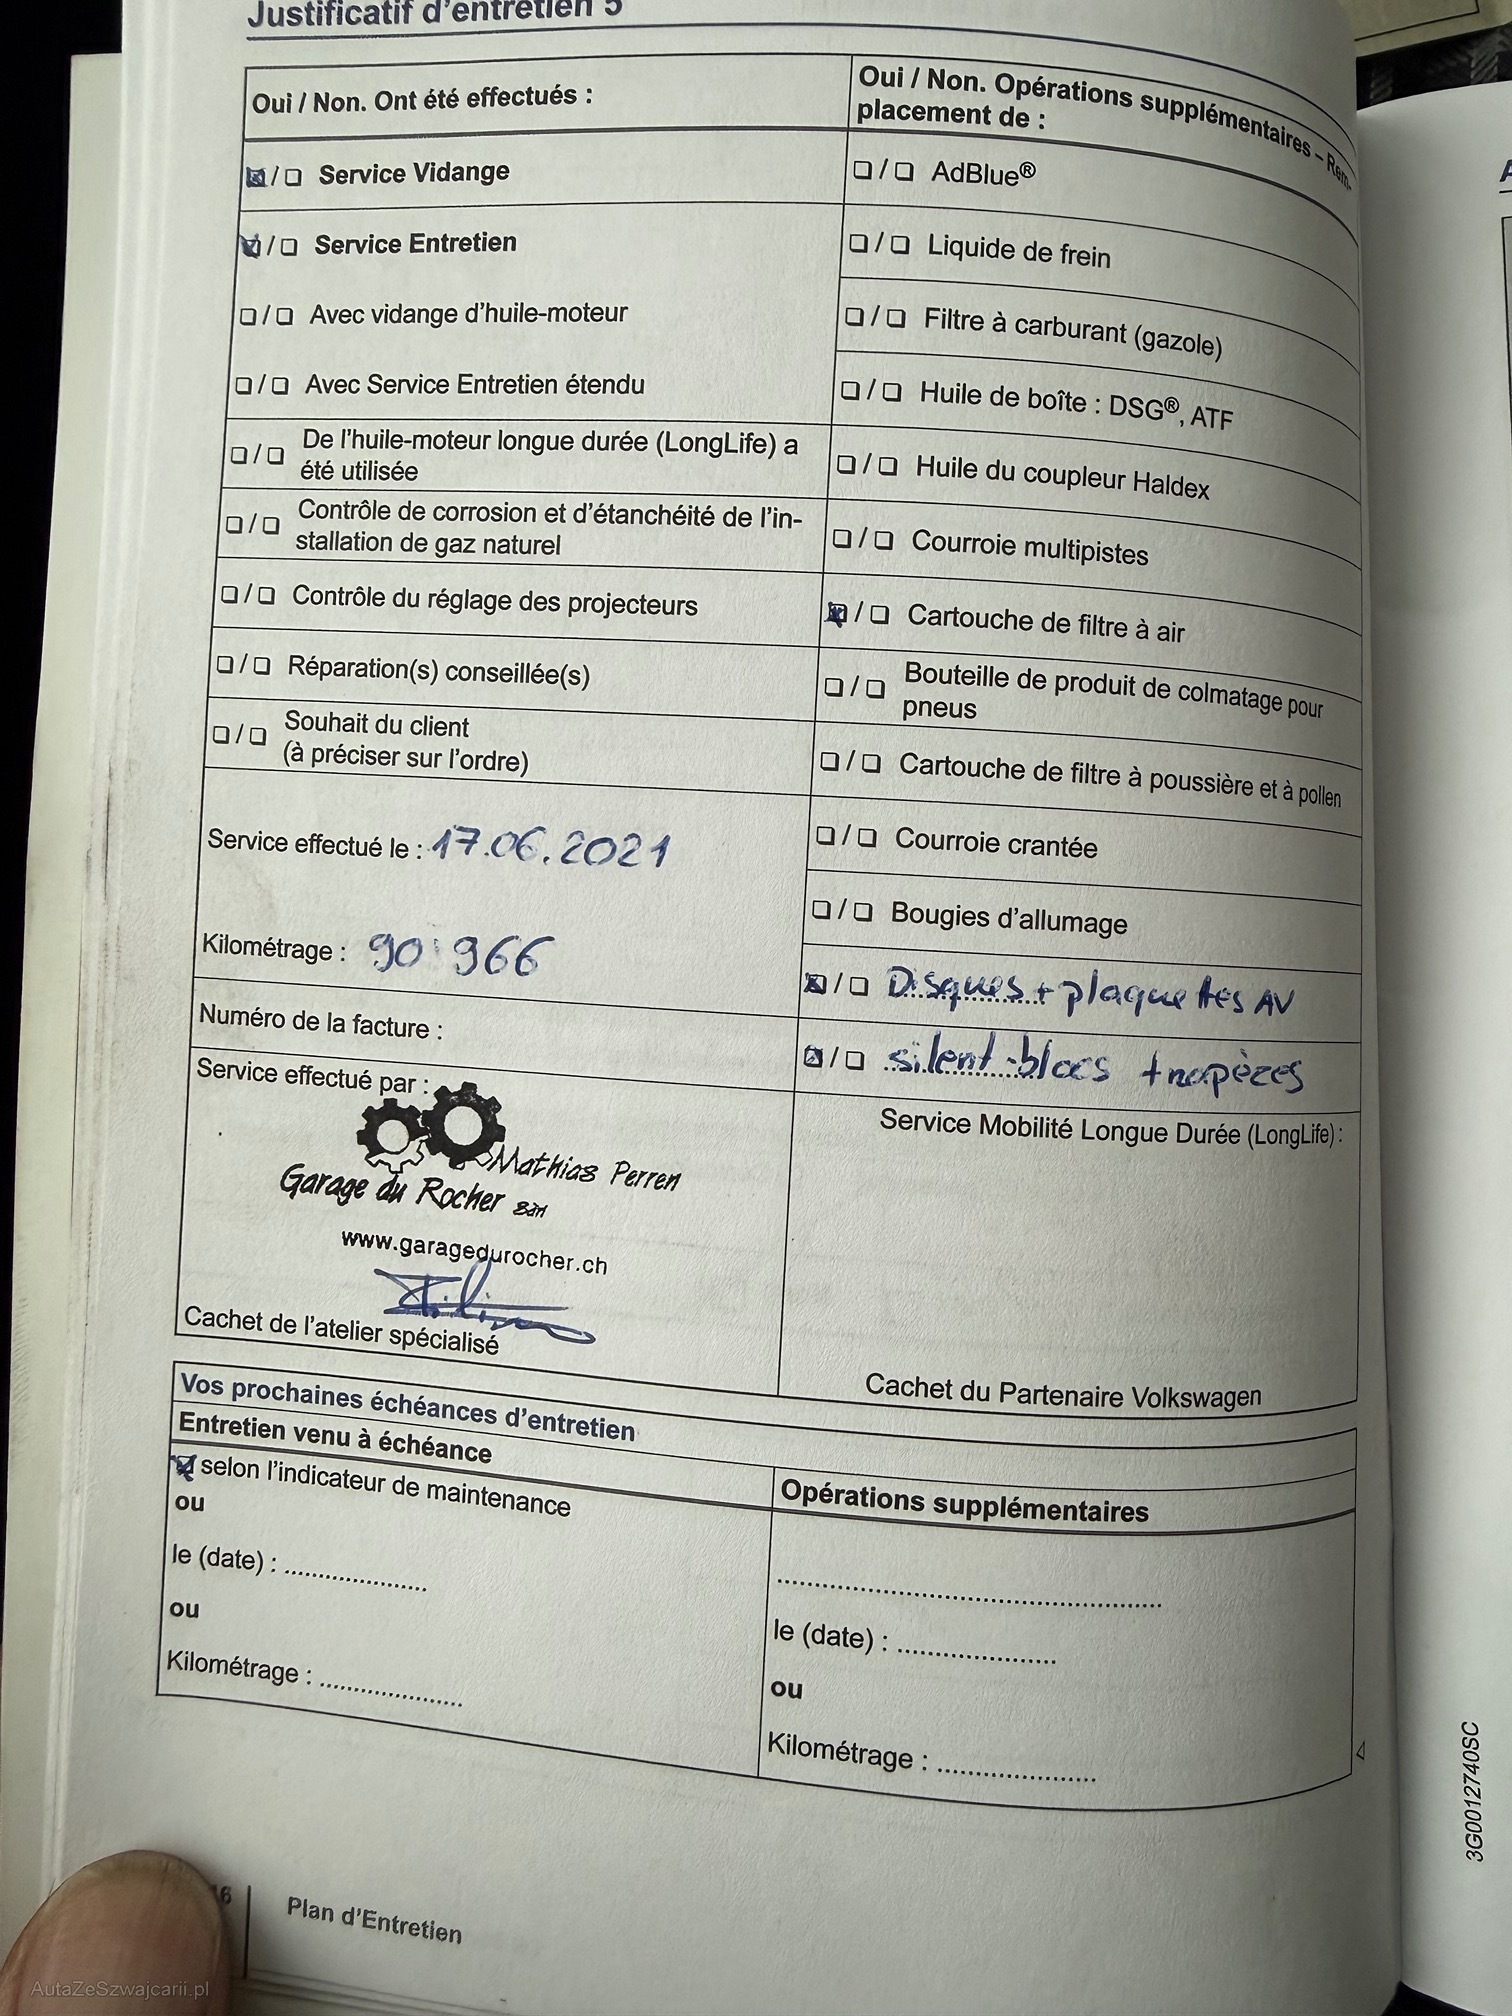 Justificatif d'entretien 5
Oui / Non. Ont été effectués :
☒ / ☐ Service Vidange
☒ / ☐ Service Entretien
☐ / ☐ Avec vidange d'huile-moteur
☐ / ☐ Avec Service Entretien étendu
☐ / ☐ De l'huile-moteur longue durée (LongLife) a
été utilisée
☐ / ☐ Contrôle de corrosion et d'étanchéité de l'in-
stallation de gaz naturel
☐ / ☐ Contrôle du réglage des projecteurs
☐ / ☐ Réparation(s) conseillée(s)
☐ / ☐ Souhait du client
(à préciser sur l'ordre)
Service effectué le : 17.06.2021
Kilométrage : 90'966
Numéro de la facture :
Service effectué par :
Mathias Perren
Garage du Rocher Sàrl
www.garagedurocher.ch
Cachet de l'atelier spécialisé
Oui / Non. Opérations supplémentaires – Rem-
placement de :
☐ / ☐ AdBlue®
☐ / ☐ Liquide de frein
☐ / ☐ Filtre à carburant (gazole)
☐ / ☐ Huile de boîte : DSG®, ATF
☐ / ☐ Huile du coupleur Haldex
☐ / ☐ Courroie multipistes
☒ / ☐ Cartouche de filtre à air
☐ / ☐ Bouteille de produit de colmatage pour
pneus
☐ / ☐ Cartouche de filtre à poussière et à pollen
☐ / ☐ Courroie crantée
☐ / ☐ Bougies d'allumage
☒ / ☐ Disques + plaquettes AV
☒ / ☐ silent-blocs trapèzes
Service Mobilité Longue Durée (LongLife) :
Cachet du Partenaire Volkswagen
Vos prochaines échéances d'entretien
Entretien venu à échéance
☒ selon l'indicateur de maintenance
ou
le (date) : ....................
ou
Kilométrage : ....................
Opérations supplémentaires
..................................................
le (date) : ....................
ou
Kilométrage : ....................
Plan d'Entretien
3G0012740SC
AutaZeSzwajcarii.pl